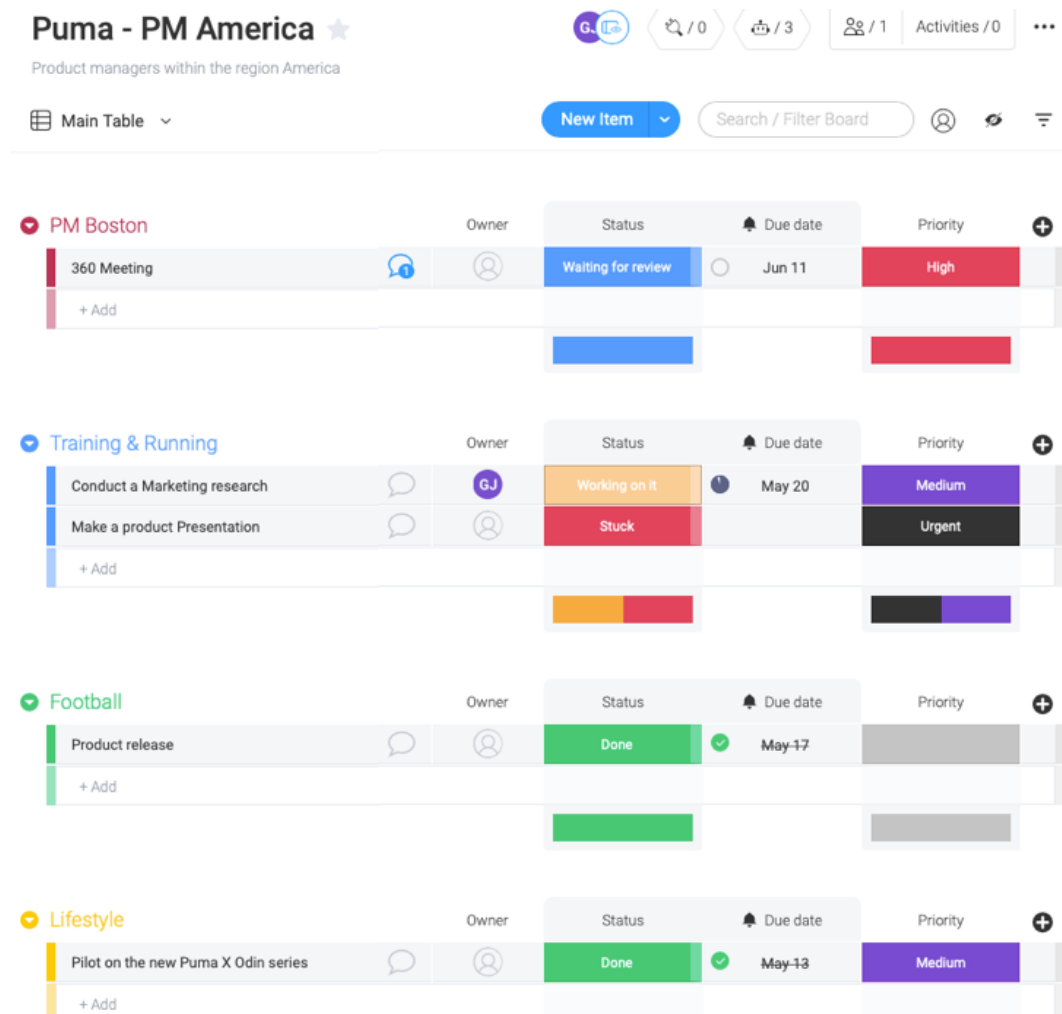 Puma - PM America
GJ / 0 / 3 / 1 Activities / 0
Product managers within the region America
Main Table New Item Search / Filter Board
PM Boston Owner Status Due date Priority
360 Meeting 1 Waiting for review Jun 11 High
+ Add
Training & Running Owner Status Due date Priority
Conduct a Marketing research GJ Working on it May 20 Medium
Make a product Presentation Stuck Urgent
+ Add
Football Owner Status Due date Priority
Product release Done May 17
+ Add
Lifestyle Owner Status Due date Priority
Pilot on the new Puma X Odin series Done May 13 Medium
+ Add